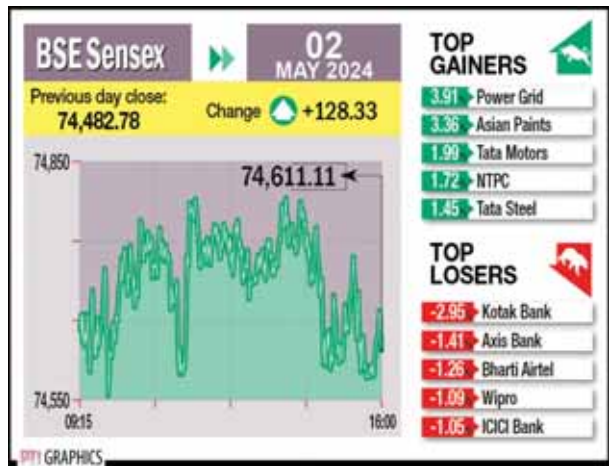 BSE Sensex
02
MAY 2024
Previous day close:
74,482.78
Change +128.33
74,850
74,611.11
74,550
09:15 16:00
TOP
GAINERS
3.91 Power Grid
3.36 Asian Paints
1.99 Tata Motors
1.72 NTPC
1.45 Tata Steel
TOP
LOSERS
-2.95 Kotak Bank
-1.41 Axis Bank
-1.26 Bharti Airtel
-1.09 Wipro
-1.05 ICICI Bank
PTI GRAPHICS